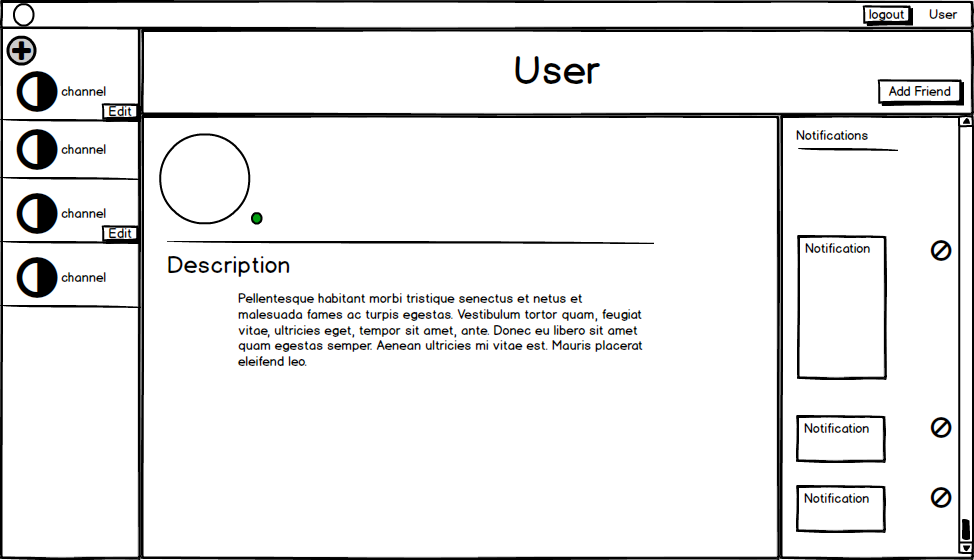 logout
User
User
Add Friend
channel
Edit
channel
channel
Edit
channel
Description
Pellentesque habitant morbi tristique senectus et netus et
malesuada fames ac turpis egestas. Vestibulum tortor quam, feugiat
vitae, ultricies eget, tempor sit amet, ante. Donec eu libero sit amet
quam egestas semper. Aenean ultricies mi vitae est. Mauris placerat
eleifend leo.
Notifications
Notification
Notification
Notification